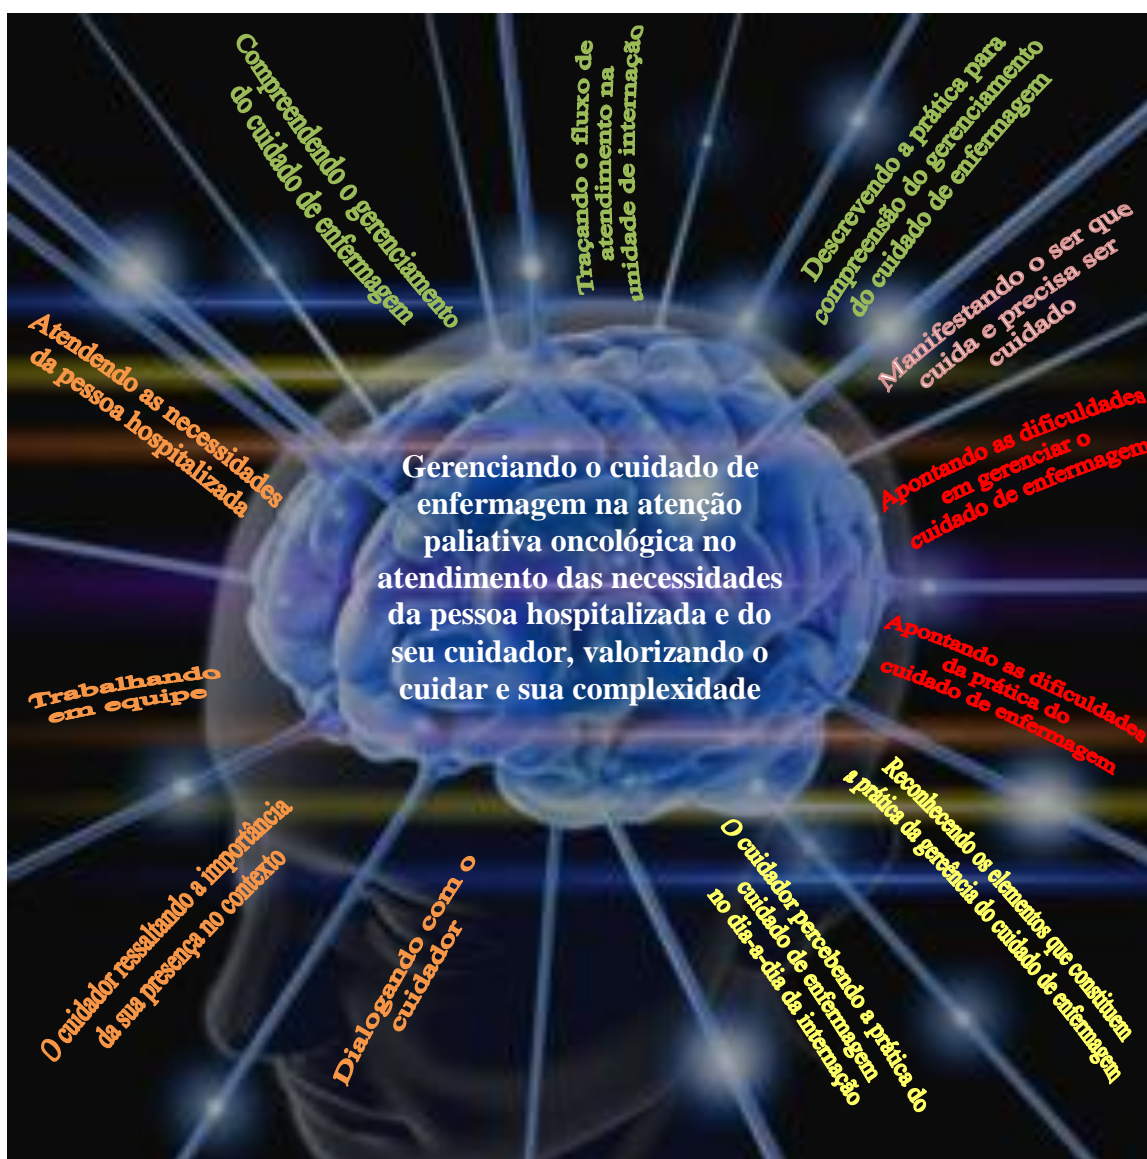 Compreendendo o gerenciamento
do cuidado de enfermagem
Traçando o fluxo de
atendimento na
unidade de internação
Descrevendo a prática para
compreensão do gerenciamento
do cuidado de enfermagem
Manifestando o ser que
cuida e precisa ser
cuidado
Atendendo as necessidades
da pessoa hospitalizada
Apontando as dificuldades
em gerenciar o
cuidado de enfermagem
Gerenciando o cuidado de
enfermagem na atenção
paliativa oncológica no
atendimento das necessidades
da pessoa hospitalizada e do
seu cuidador, valorizando o
cuidar e sua complexidade
Apontando as dificuldades
da prática do
cuidado de enfermagem
Trabalhando
em equipe
Reconhecendo os elementos que constituem
a prática da gerência do cuidado de enfermagem
O cuidador ressaltando a importância
da sua presença no contexto
Dialogando com o
cuidador
O cuidador percebendo a prática do
cuidado de enfermagem
no dia-a-dia da internação